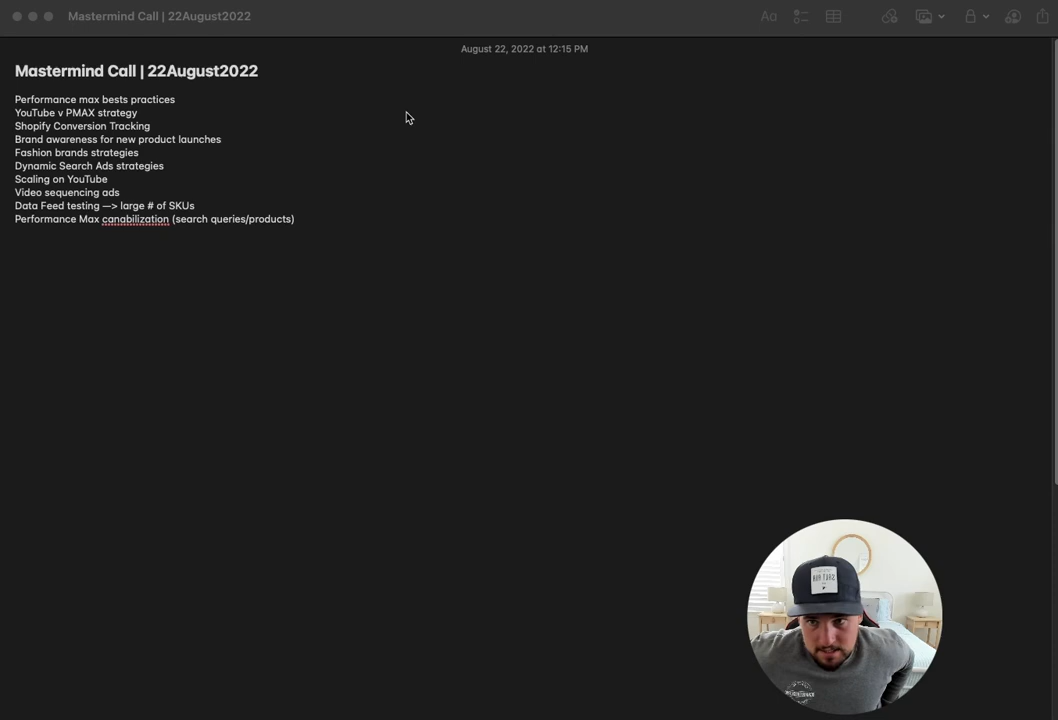 Mastermind Call | 22August2022
Aa
August 22, 2022 at 12:15 PM
Mastermind Call | 22August2022
Performance max bests practices
YouTube v PMAX strategy
Shopify Conversion Tracking
Brand awareness for new product launches
Fashion brands strategies
Dynamic Search Ads strategies
Scaling on YouTube
Video sequencing ads
Data Feed testing —> large # of SKUs
Performance Max canabilization (search queries/products)